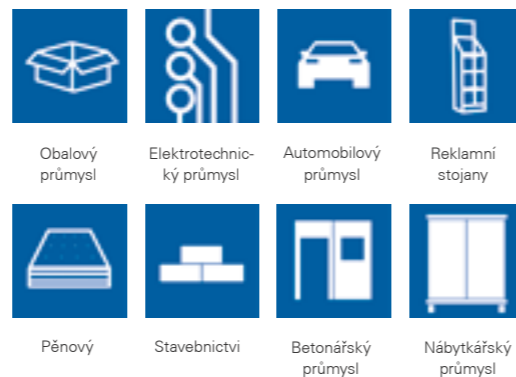 Obalový
průmysl
Elektrotechnic-
ký průmysl
Automobilový
průmysl
Reklamní
stojany
Pěnový
Stavebnictvi
Betonářský
průmysl
Nábytkářský
průmysl